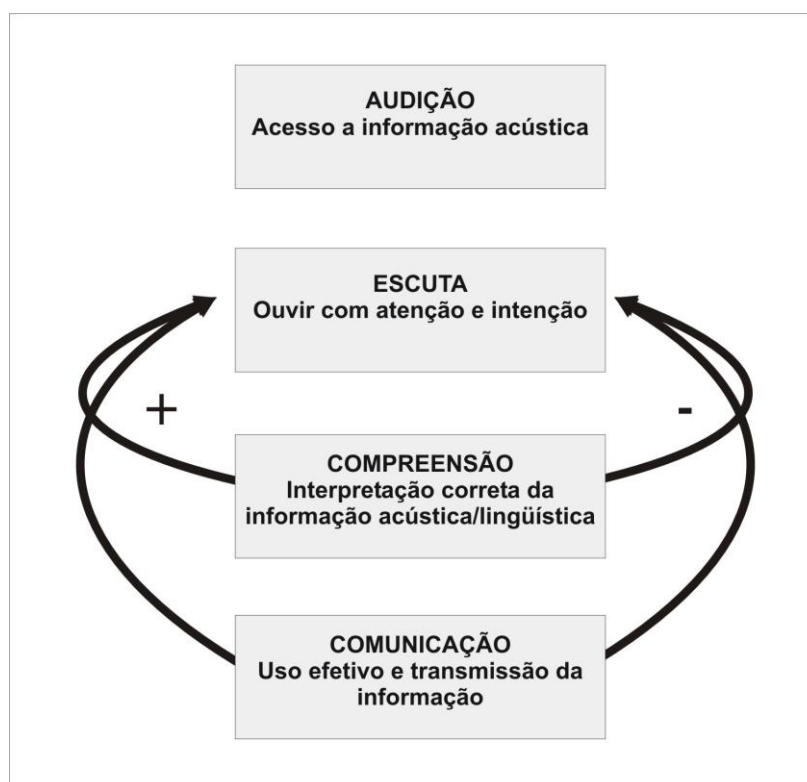 AUDIÇÃO
Acesso a informação acústica
ESCUTA
Ouvir com atenção e intenção
+
-
COMPREENSÃO
Interpretação correta da
informação acústica/lingüística
COMUNICAÇÃO
Uso efetivo e transmissão da
informação